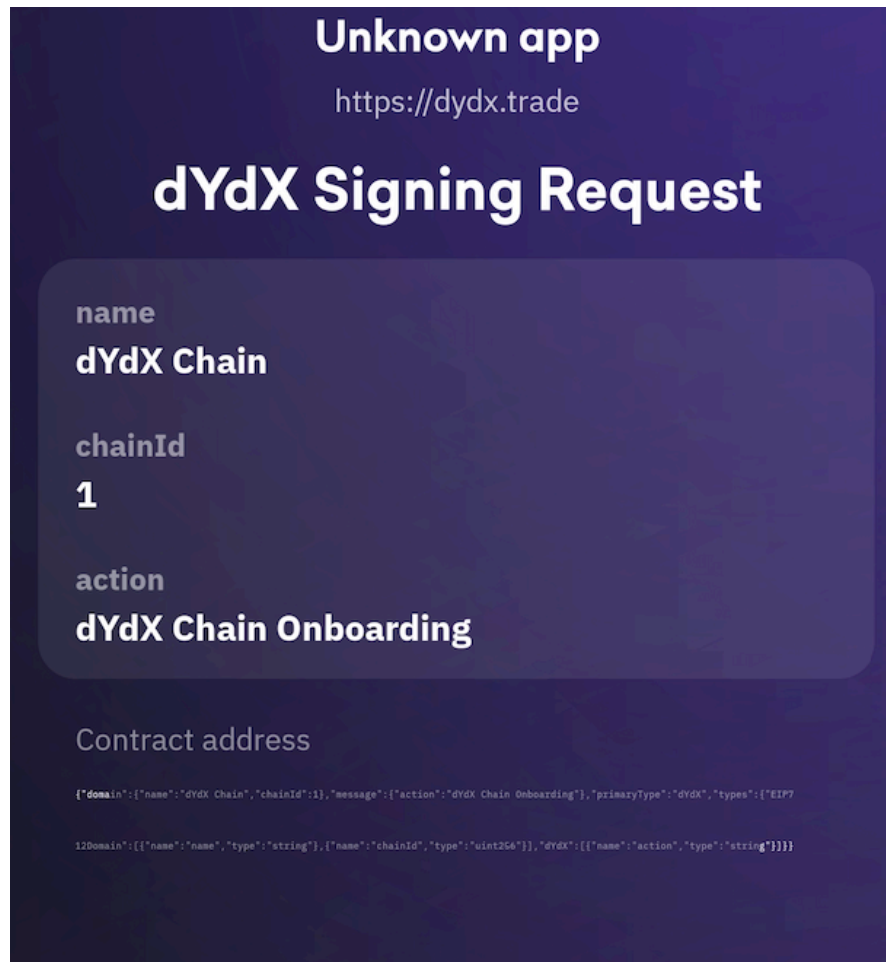 Unknown app
https://dydx.trade
dYdX Signing Request
name
dYdX Chain
chainId
1
action
dYdX Chain Onboarding
Contract address
{"domain":{"name":"dYdX Chain","chainId":1},"message":{"action":"dYdX Chain Onboarding"},"primaryType":"dYdX","types":{"EIP7
12Domain":[{"name":"name","type":"string"},{"name":"chainId","type":"uint256"}],"dYdX":[{"name":"action","type":"string"}]}}